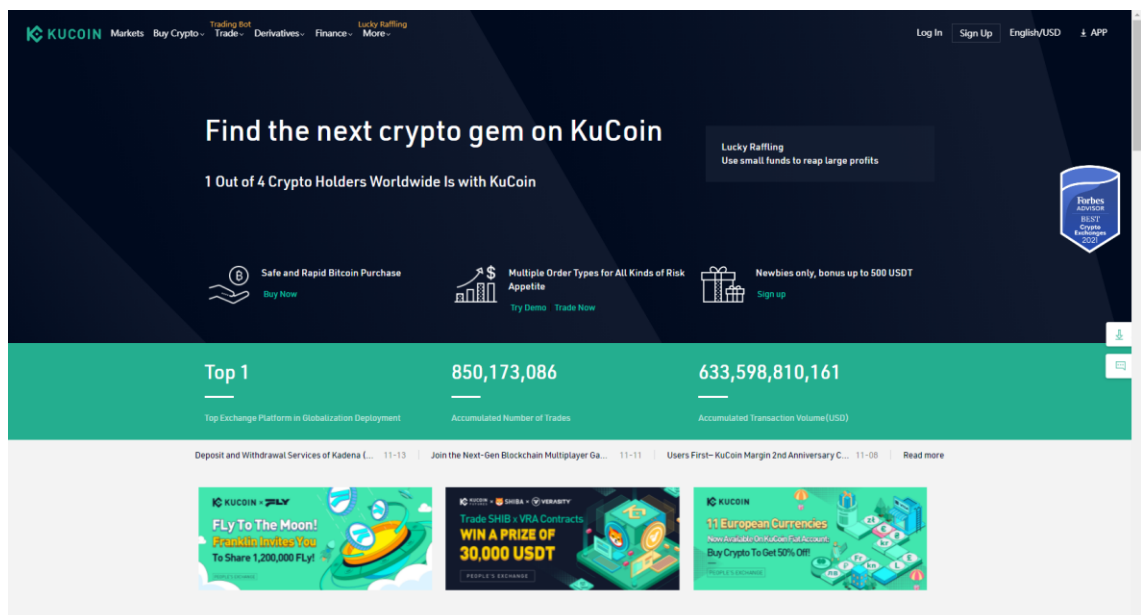 Trading Bot Lucky Raffling
KUCOIN Markets Buy Crypto Trade Derivatives Finance More Log In Sign Up English/USD APP
Find the next crypto gem on KuCoin
Lucky Raffling
Use small funds to reap large profits
1 Out of 4 Crypto Holders Worldwide Is with KuCoin
Forbes
ADVISOR
BEST
Crypto
Exchanges
2021
Safe and Rapid Bitcoin Purchase
Buy Now
Multiple Order Types for All Kinds of Risk
Appetite
Try Demo Trade Now
Newbies only, bonus up to 500 USDT
Sign up
Top 1
Top Exchange Platform in Globalization Deployment
850,173,086
Accumulated Number of Trades
633,598,810,161
Accumulated Transaction Volume(USD)
Deposit and Withdrawal Services of Kadena (... 11-13 Join the Next-Gen Blockchain Multiplayer Ga... 11-11 Users First—KuCoin Margin 2nd Anniversary C... 11-08 Read more
KUCOIN × FLY
FLy To The Moon!
Franklin Invites You
To Share 1,200,000 FLy!
PEOPLE'S EXCHANGE
KUCOIN × SHIBA × VERASITY
Trade SHIB x VRA Contracts
WIN A PRIZE OF
30,000 USDT
PEOPLE'S EXCHANGE
KUCOIN
11 European Currencies
Now Available On KuCoin Fiat Account!
Buy Crypto To Get 50% Off!
PEOPLE'S EXCHANGE